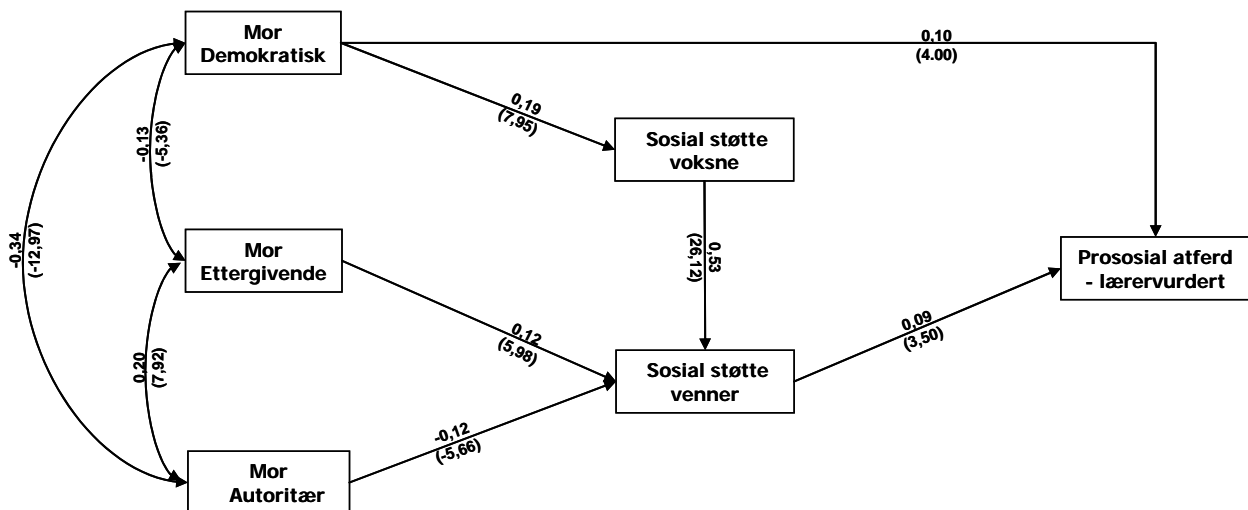 Mor
Demokratisk
0,10
(4.00)
0,19
(7,95)
-0,13
(-5,36)
Sosial støtte
voksne
-0,34
(-12,97)
Mor
Ettergivende
0,53
(26,12)
Prososial atferd
- lærervurdert
0,12
(5,98)
0,09
(3,50)
0,20
(7,92)
Sosial støtte
venner
-0,12
(-5,66)
Mor
Autoritær